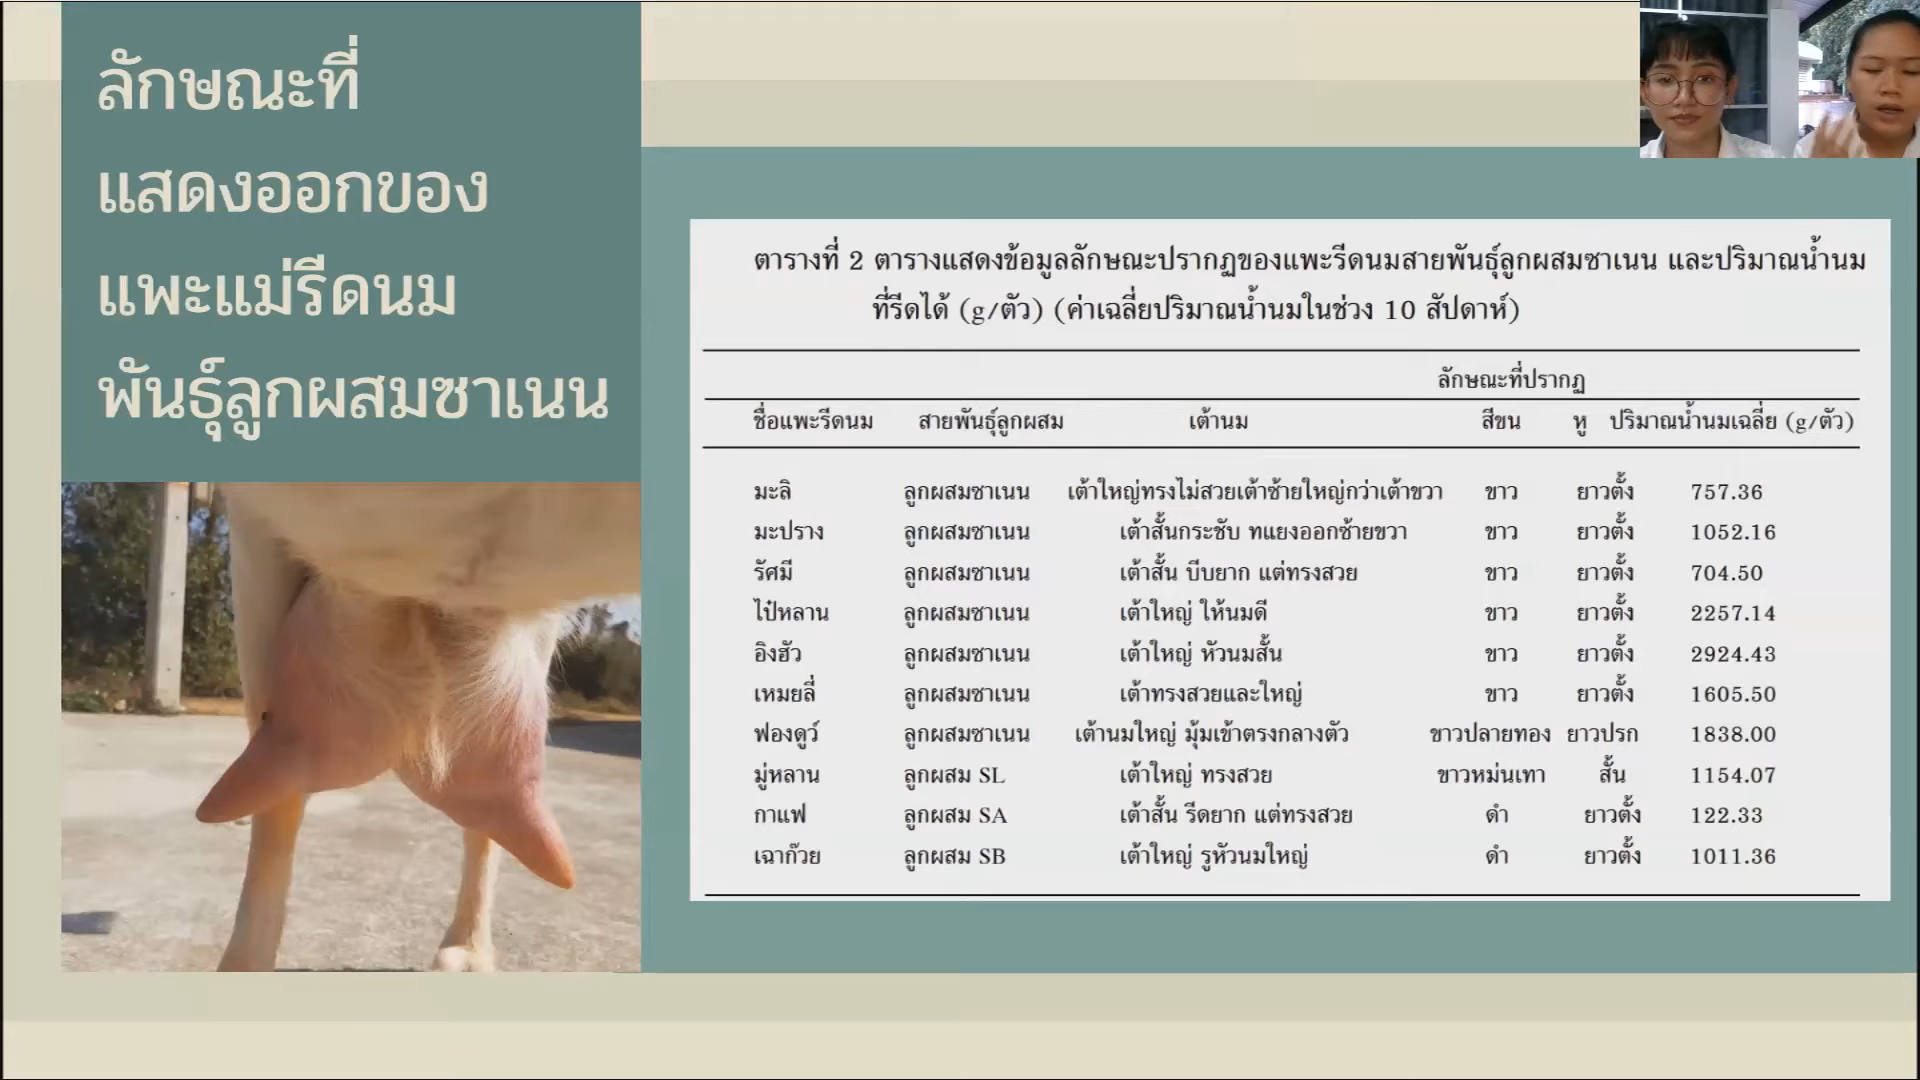 ลักษณะที่
แสดงออกของ
แพะแม่รีดนม
พันธุ์ลูกผสมซาเนน
ตารางที่ 2 ตารางแสดงข้อมูลลักษณะปรากฏของแพะรีดนมสายพันธุ์ลูกผสมซาเนน และปริมาณน้ำนม
ที่รีดได้ (g/ตัว) (ค่าเฉลี่ยปริมาณน้ำนมในช่วง 10 สัปดาห์)
ลักษณะที่ปรากฏ
ชื่อแพะรีดนม สายพันธุ์ลูกผสม เต้านม สีขน หู ปริมาณน้ำนมเฉลี่ย (g/ตัว)
มะลิ ลูกผสมซาเนน เต้าใหญ่ทรงไม่สวยเต้าซ้ายใหญ่กว่าเต้าขวา ขาว ยาวตั้ง 757.36
มะปราง ลูกผสมซาเนน เต้าสั้นกระชับ ทแยงออกซ้ายขวา ขาว ยาวตั้ง 1052.16
รัศมี ลูกผสมซาเนน เต้าสั้น บีบยาก แต่ทรงสวย ขาว ยาวตั้ง 704.50
ไป๋หลาน ลูกผสมซาเนน เต้าใหญ่ ให้นมดี ขาว ยาวตั้ง 2257.14
อิงฮัว ลูกผสมซาเนน เต้าใหญ่ หัวนมสั้น ขาว ยาวตั้ง 2924.43
เหมยลี่ ลูกผสมซาเนน เต้าทรงสวยและใหญ่ ขาว ยาวตั้ง 1605.50
ฟองดูว์ ลูกผสมซาเนน เต้านมใหญ่ มุ้มเข้าตรงกลางตัว ขาวปลายทอง ยาวปรก 1838.00
มู่หลาน ลูกผสม SL เต้าใหญ่ ทรงสวย ขาวหม่นเทา สั้น 1154.07
กาแฟ ลูกผสม SA เต้าสั้น รีดยาก แต่ทรงสวย ดำ ยาวตั้ง 122.33
เฉาก๊วย ลูกผสม SB เต้าใหญ่ รูหัวนมใหญ่ ดำ ยาวตั้ง 1011.36